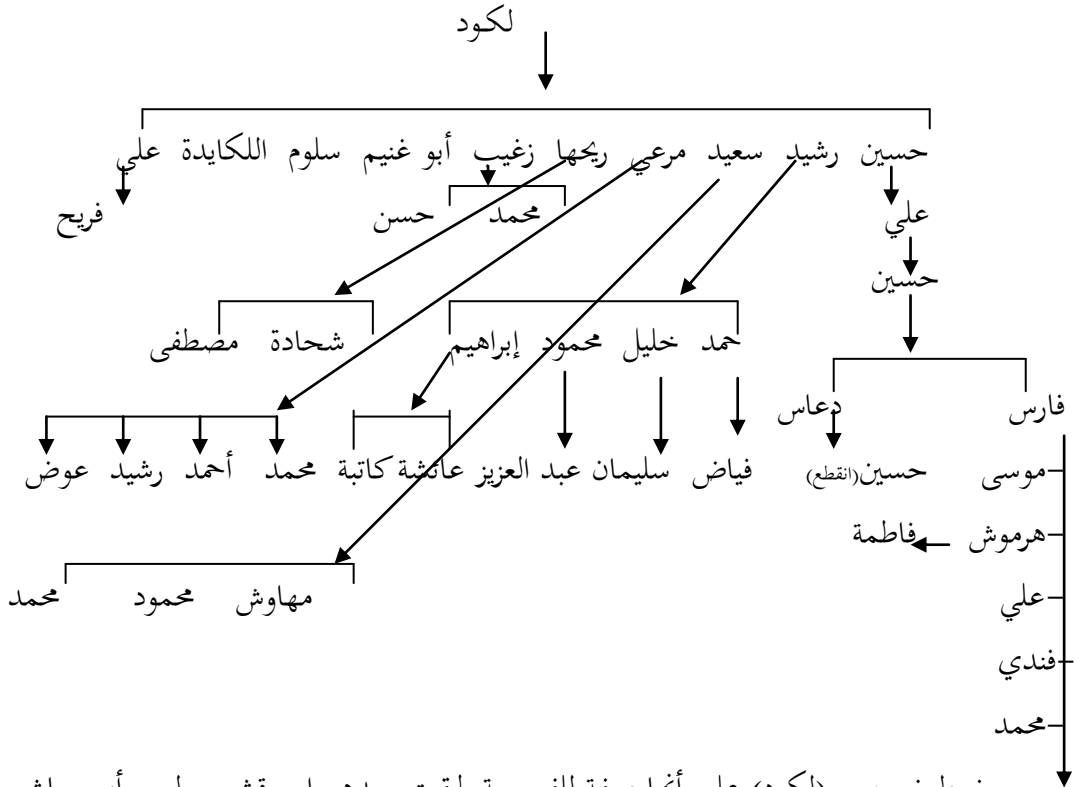 لكود
حسين رشيد سعيد مرعي ريحها زغيب أبو غنيم سلوم اللكايدة علي
علي محمد حسن فريح
حسين
حمد خليل محمود إبراهيم شحادة مصطفى
فارس دعاس
موسى حسين(انقطع) فياض سليمان عبد العزيز عائشة كاتبة محمد أحمد رشيد عوض
هرموش فاطمة
علي مهاوش محمود محمد
فندي
محمد